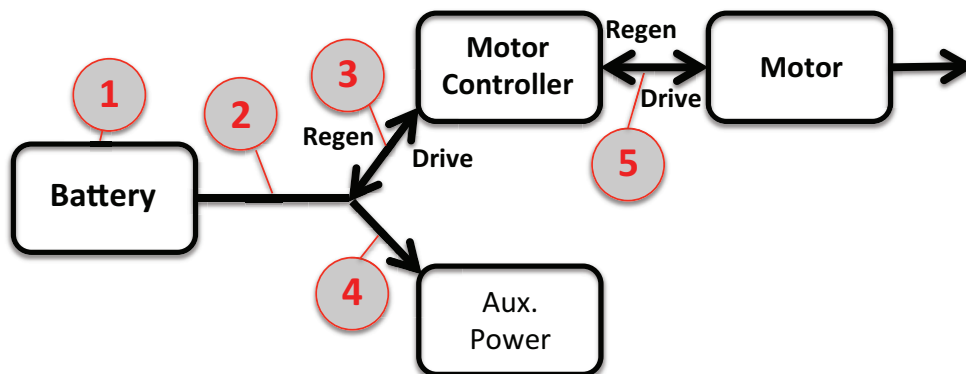 1
Battery
2
3
Regen
Drive
Motor
Controller
4
Aux.
Power
Regen
Drive
5
Motor